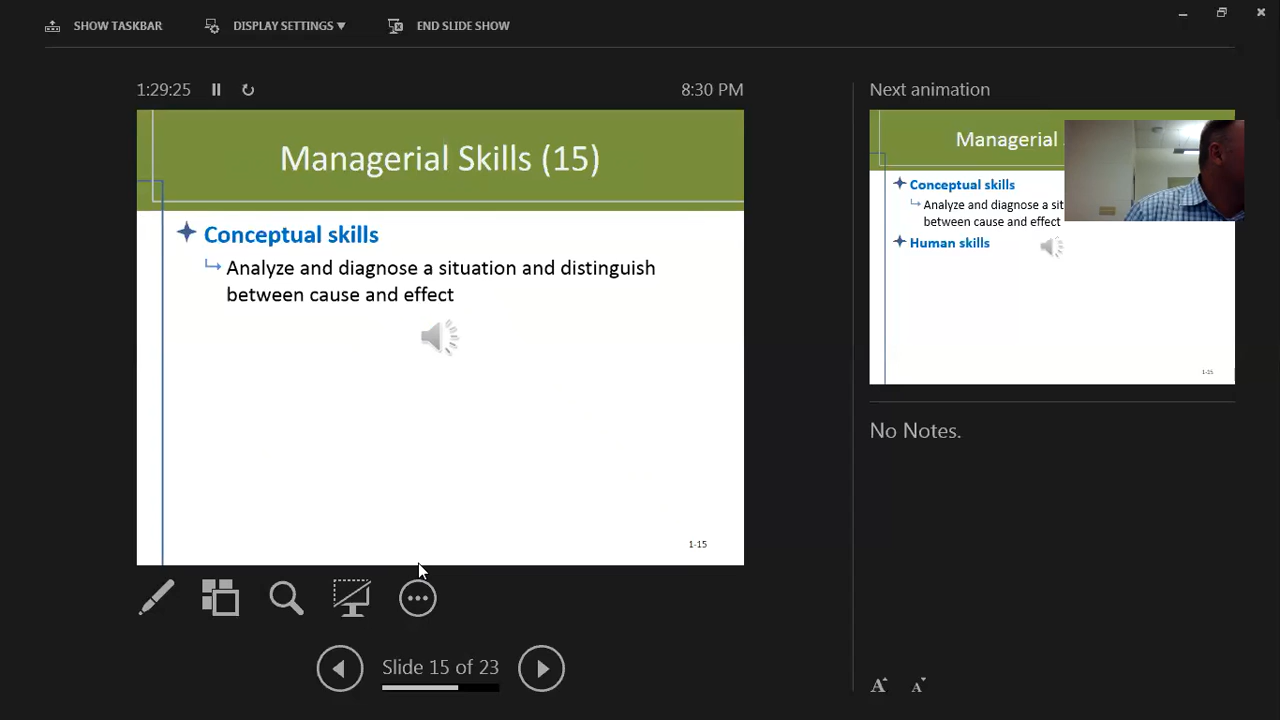 SHOW TASKBAR
DISPLAY SETTINGS ▼
END SLIDE SHOW
1:29:25
8:30 PM
Managerial Skills (15)
Conceptual skills
Analyze and diagnose a situation and distinguish
between cause and effect
1-15
Slide 15 of 23
Next animation
Managerial
Conceptual skills
Analyze and diagnose a sit
between cause and effect
Human skills
1-15
No Notes.
A
A